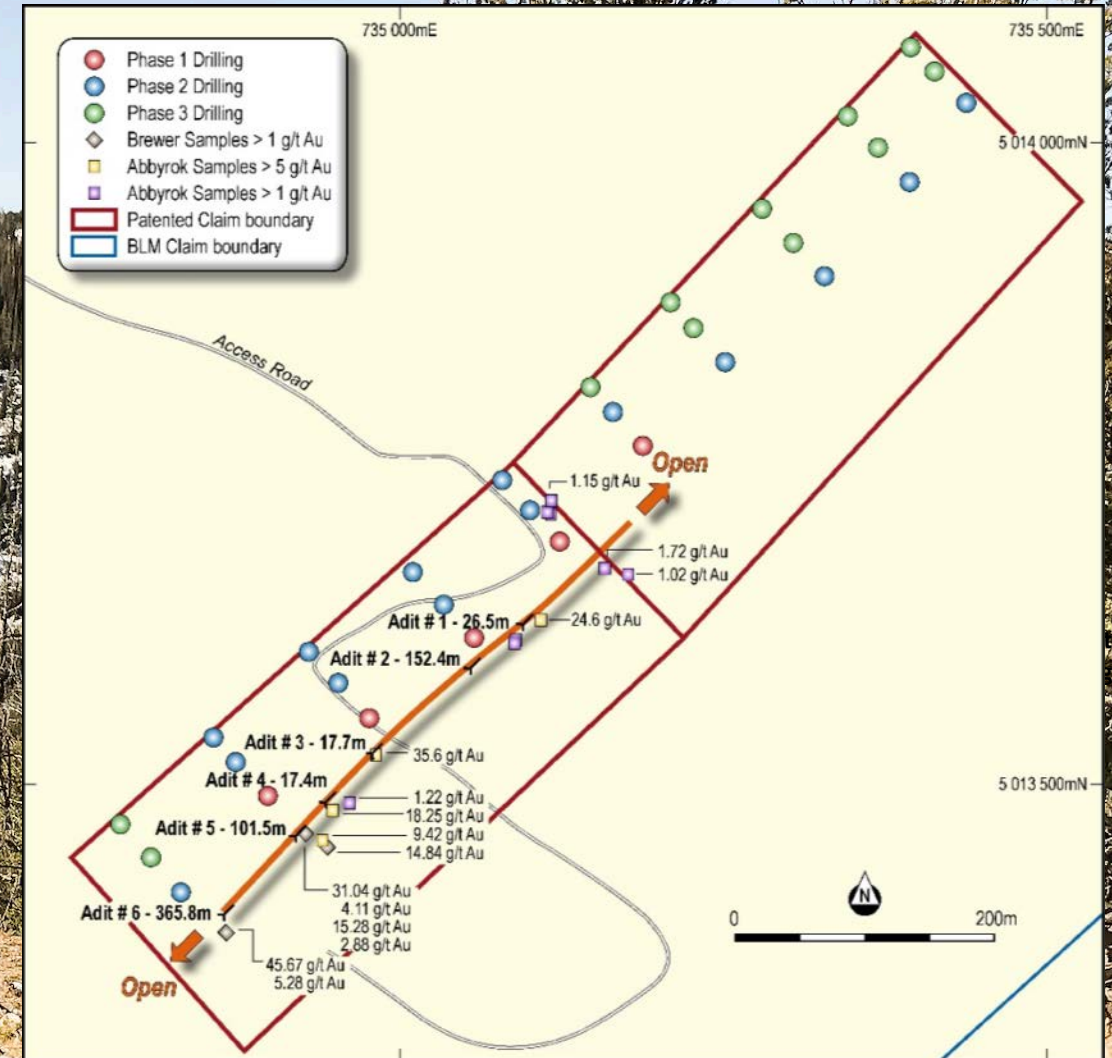 735 000mE
735 500mE
Phase 1 Drilling
Phase 2 Drilling
Phase 3 Drilling
Brewer Samples > 1 g/t Au
Abbyrok Samples > 5 g/t Au
Abbyrok Samples > 1 g/t Au
Patented Claim boundary
BLM Claim boundary
5 014 000mN
Access Road
Open
1.15 g/t Au
1.72 g/t Au
1.02 g/t Au
Adit # 1 - 26.5m
24.6 g/t Au
Adit # 2 - 152.4m
Adit # 3 - 17.7m
35.6 g/t Au
Adit # 4 - 17.4m
5 013 500mN
1.22 g/t Au
18.25 g/t Au
Adit # 5 - 101.5m
9.42 g/t Au
14.84 g/t Au
31.04 g/t Au
4.11 g/t Au
15.28 g/t Au
2.88 g/t Au
Adit # 6 - 365.8m
N
0
200m
45.67 g/t Au
5.28 g/t Au
Open